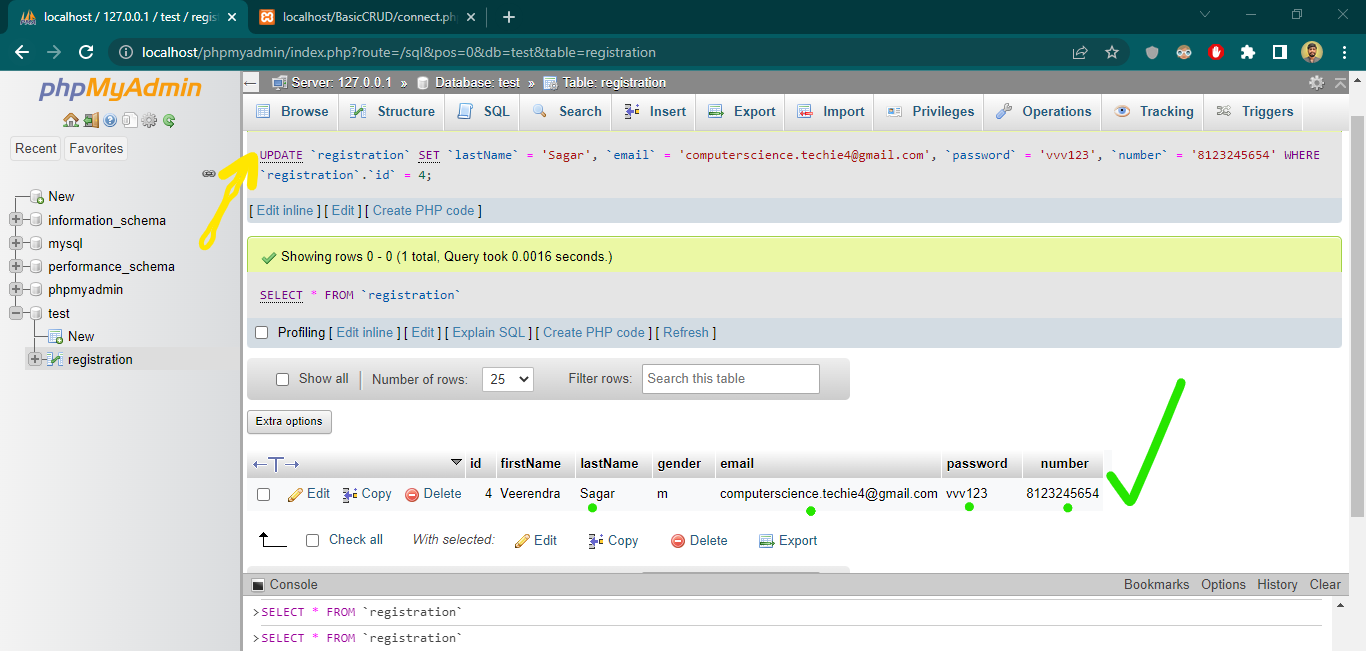 localhost / 127.0.0.1 / test / regis
localhost/BasicCRUD/connect.ph
localhost/phpmyadmin/index.php?route=/sql&pos=0&db=test&table=registration
phpMyAdmin
Recent Favorites
New
information_schema
mysql
performance_schema
phpmyadmin
test
New
registration
Server: 127.0.0.1 » Database: test » Table: registration
Browse Structure SQL Search Insert Export Import Privileges Operations Tracking Triggers
UPDATE `registration` SET `lastName` = 'Sagar', `email` = 'computerscience.techie4@gmail.com', `password` = 'vvv123', `number` = '8123245654' WHERE
`registration`.`id` = 4;
[ Edit inline ] [ Edit ] [ Create PHP code ]
Showing rows 0 - 0 (1 total, Query took 0.0016 seconds.)
SELECT * FROM `registration`
Profiling [ Edit inline ] [ Edit ] [ Explain SQL ] [ Create PHP code ] [ Refresh ]
Show all Number of rows: 25 Filter rows: Search this table
Extra options
id firstName lastName gender email password number
Edit Copy Delete 4 Veerendra Sagar m computerscience.techie4@gmail.com vvv123 8123245654
Check all With selected: Edit Copy Delete Export
Console Bookmarks Options History Clear
>SELECT * FROM `registration`
>SELECT * FROM `registration`